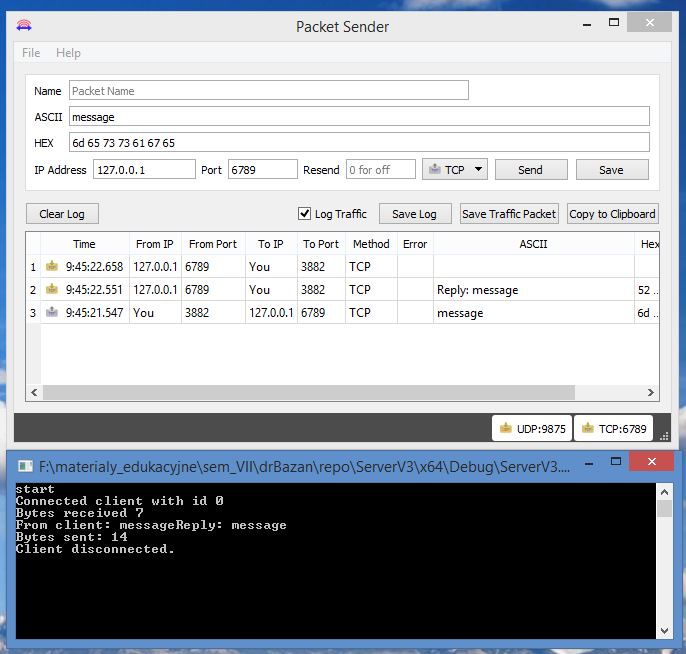 Packet Sender
File Help
Name Packet Name
ASCII message
HEX 6d 65 73 73 61 67 65
IP Address 127.0.0.1 Port 6789 Resend 0 for off TCP Send Save
Clear Log Log Traffic Save Log Save Traffic Packet Copy to Clipboard
Time From IP From Port To IP To Port Method Error ASCII Hex
1 9:45:22.658 127.0.0.1 6789 You 3882 TCP
2 9:45:22.551 127.0.0.1 6789 You 3882 TCP Reply: message 52 ...
3 9:45:21.547 You 3882 127.0.0.1 6789 TCP message 6d ...
UDP:9875 TCP:6789
F:\materialy_edukacyjne\sem_VII\drBazan\repo\ServerV3\x64\Debug\ServerV3....
start
Connected client with id 0
Bytes received 7
From client: messageReply: message
Bytes sent: 14
Client disconnected.